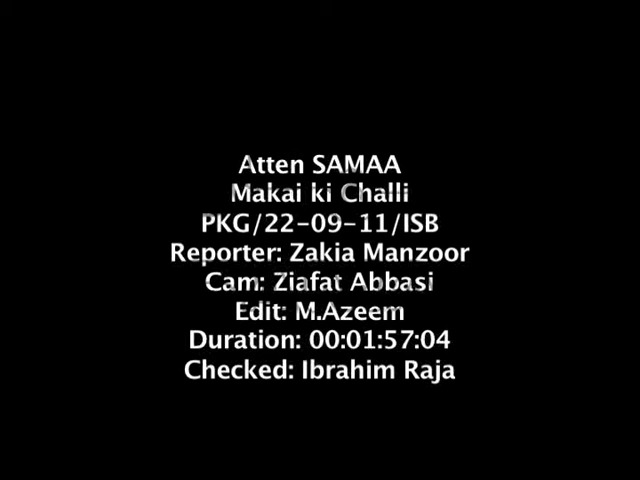 Atten SAMAA
Makai ki Challi
PKG/22-09-11/ISB
Reporter: Zakia Manzoor
Cam: Ziafat Abbasi
Edit: M.Azeem
Duration: 00:01:57:04
Checked: Ibrahim Raja